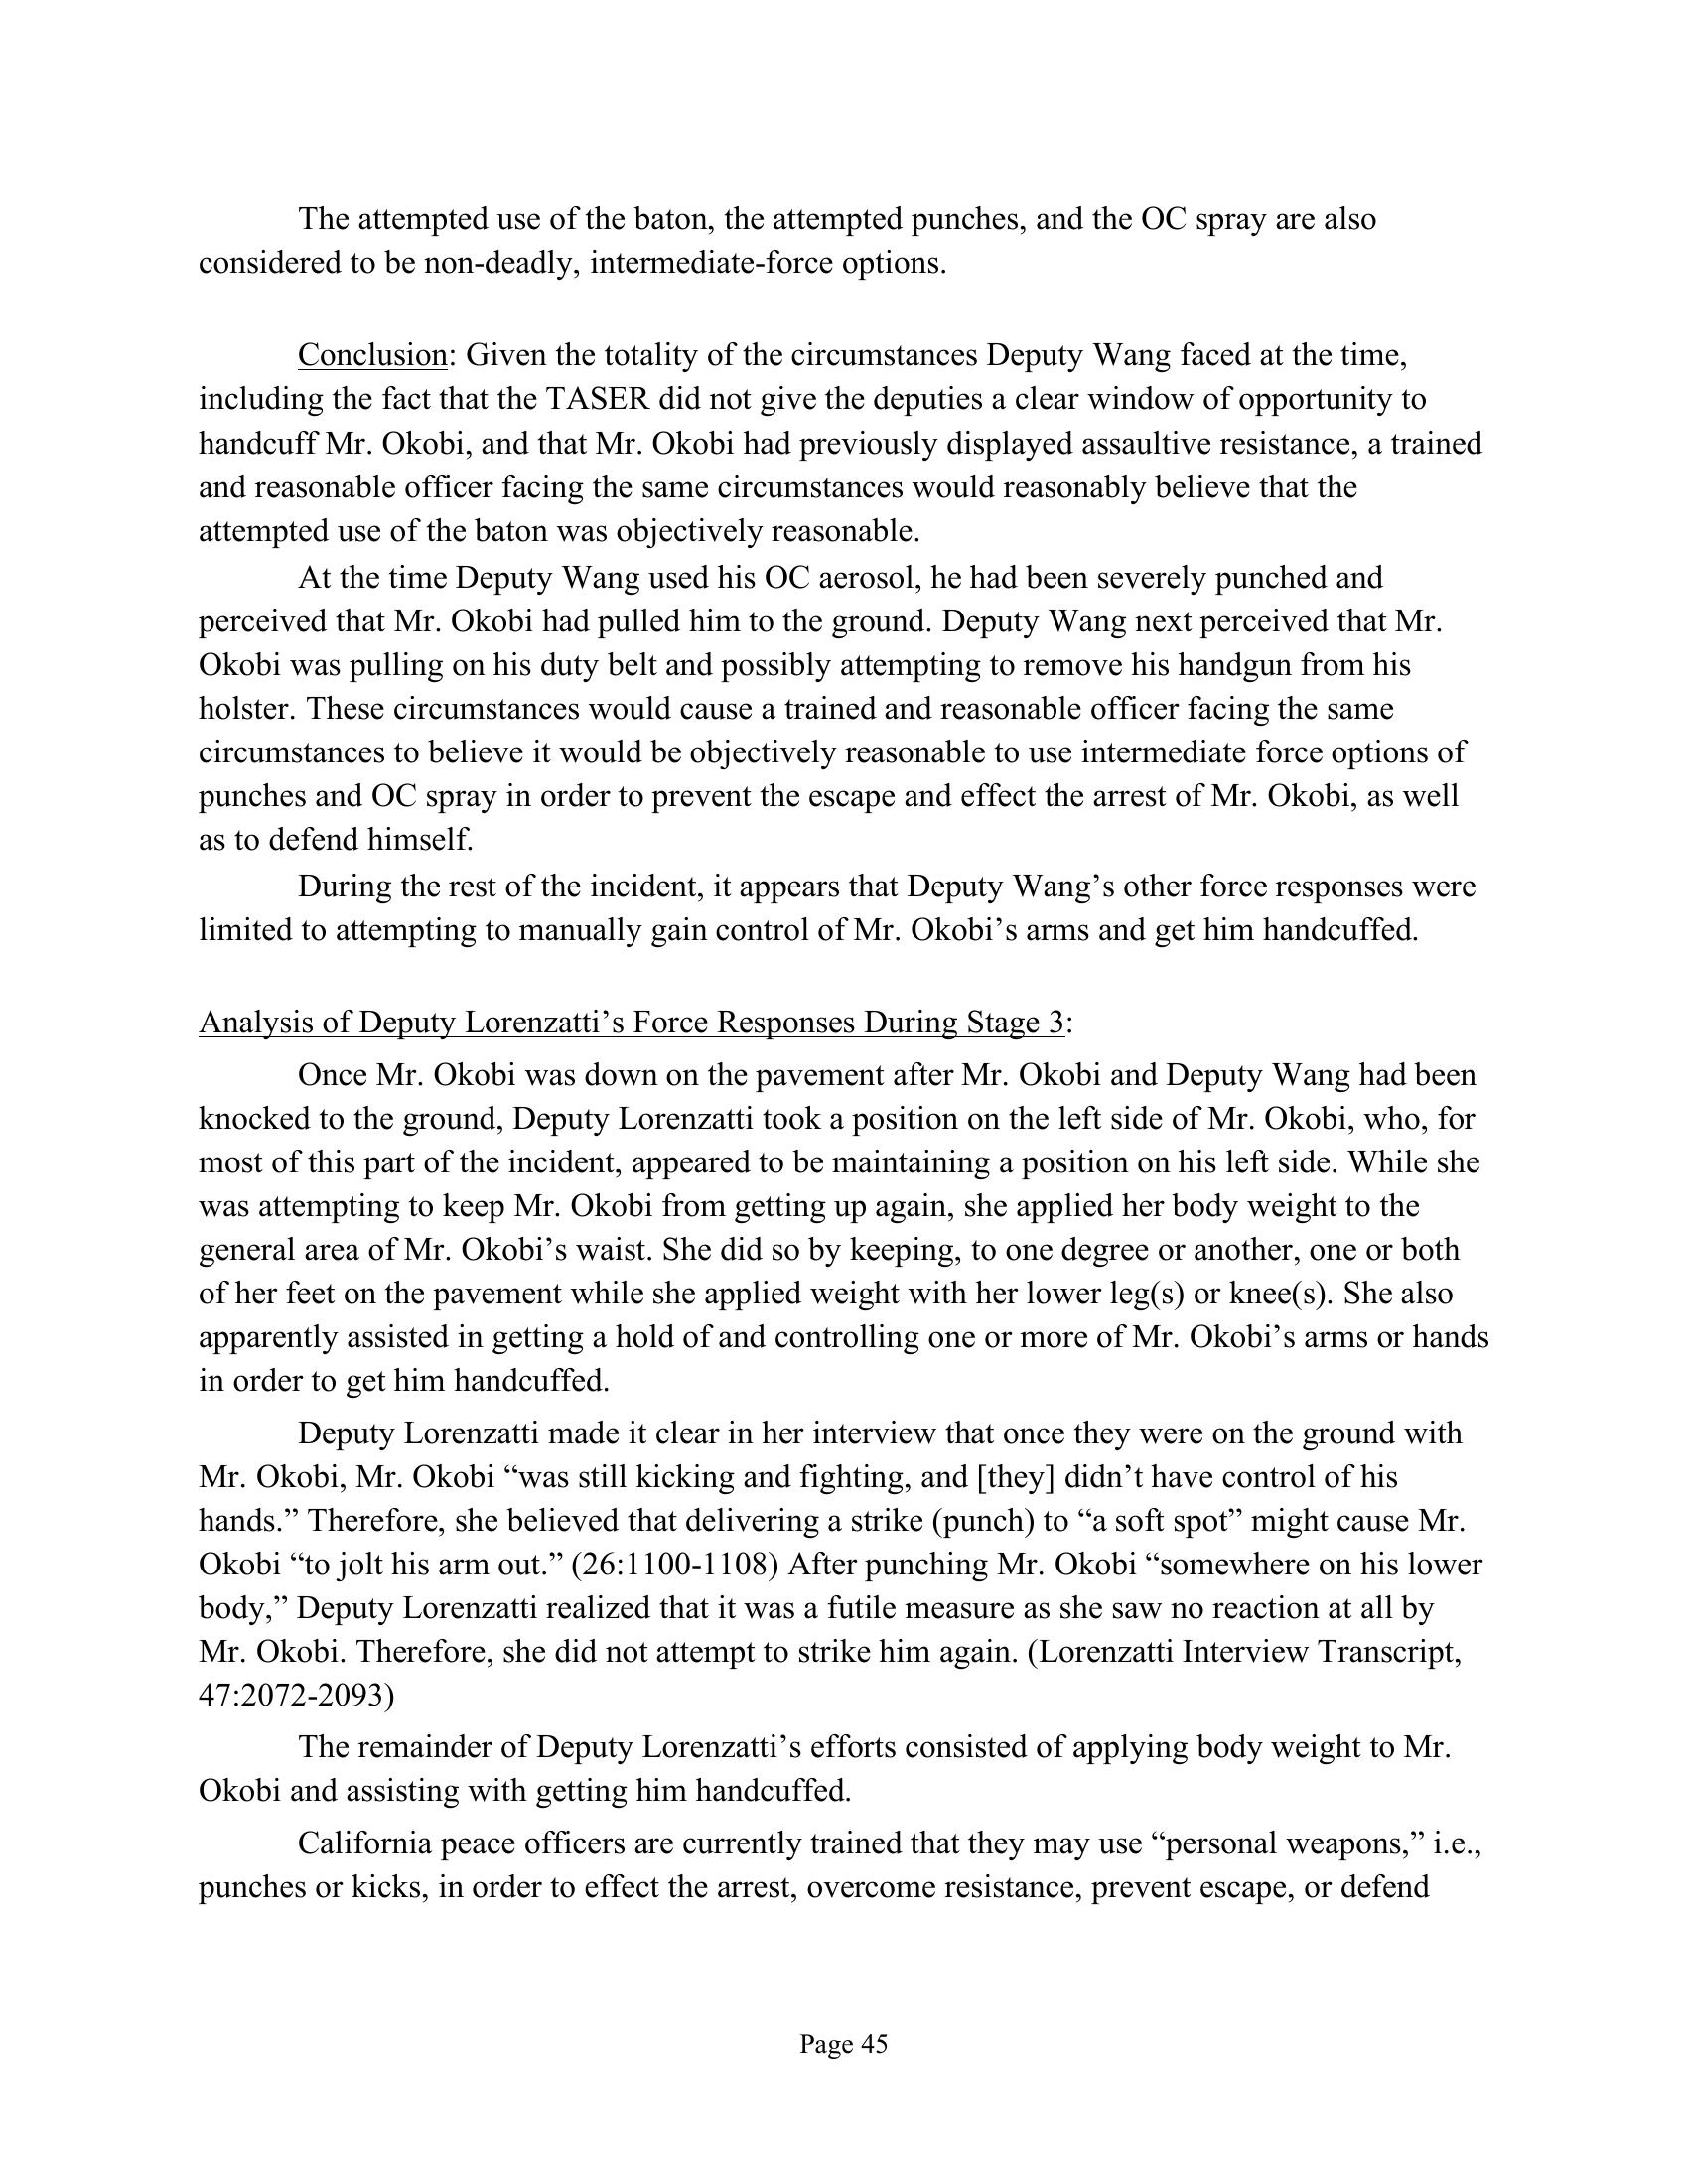 The attempted use of the baton, the attempted punches, and the OC spray are also
considered to be non-deadly, intermediate-force options.
Conclusion: Given the totality of the circumstances Deputy Wang faced at the time,
including the fact that the TASER did not give the deputies a clear window of opportunity to
handcuff Mr. Okobi, and that Mr. Okobi had previously displayed assaultive resistance, a trained
and reasonable officer facing the same circumstances would reasonably believe that the
attempted use of the baton was objectively reasonable.
At the time Deputy Wang used his OC aerosol, he had been severely punched and
perceived that Mr. Okobi had pulled him to the ground. Deputy Wang next perceived that Mr.
Okobi was pulling on his duty belt and possibly attempting to remove his handgun from his
holster. These circumstances would cause a trained and reasonable officer facing the same
circumstances to believe it would be objectively reasonable to use intermediate force options of
punches and OC spray in order to prevent the escape and effect the arrest of Mr. Okobi, as well
as to defend himself.
During the rest of the incident, it appears that Deputy Wang’s other force responses were
limited to attempting to manually gain control of Mr. Okobi’s arms and get him handcuffed.
Analysis of Deputy Lorenzatti’s Force Responses During Stage 3:
Once Mr. Okobi was down on the pavement after Mr. Okobi and Deputy Wang had been
knocked to the ground, Deputy Lorenzatti took a position on the left side of Mr. Okobi, who, for
most of this part of the incident, appeared to be maintaining a position on his left side. While she
was attempting to keep Mr. Okobi from getting up again, she applied her body weight to the
general area of Mr. Okobi’s waist. She did so by keeping, to one degree or another, one or both
of her feet on the pavement while she applied weight with her lower leg(s) or knee(s). She also
apparently assisted in getting a hold of and controlling one or more of Mr. Okobi’s arms or hands
in order to get him handcuffed.
Deputy Lorenzatti made it clear in her interview that once they were on the ground with
Mr. Okobi, Mr. Okobi “was still kicking and fighting, and [they] didn’t have control of his
hands.” Therefore, she believed that delivering a strike (punch) to “a soft spot” might cause Mr.
Okobi “to jolt his arm out.” (26:1100-1108) After punching Mr. Okobi “somewhere on his lower
body,” Deputy Lorenzatti realized that it was a futile measure as she saw no reaction at all by
Mr. Okobi. Therefore, she did not attempt to strike him again. (Lorenzatti Interview Transcript,
47:2072-2093)
The remainder of Deputy Lorenzatti’s efforts consisted of applying body weight to Mr.
Okobi and assisting with getting him handcuffed.
California peace officers are currently trained that they may use “personal weapons,” i.e.,
punches or kicks, in order to effect the arrest, overcome resistance, prevent escape, or defend
Page 45